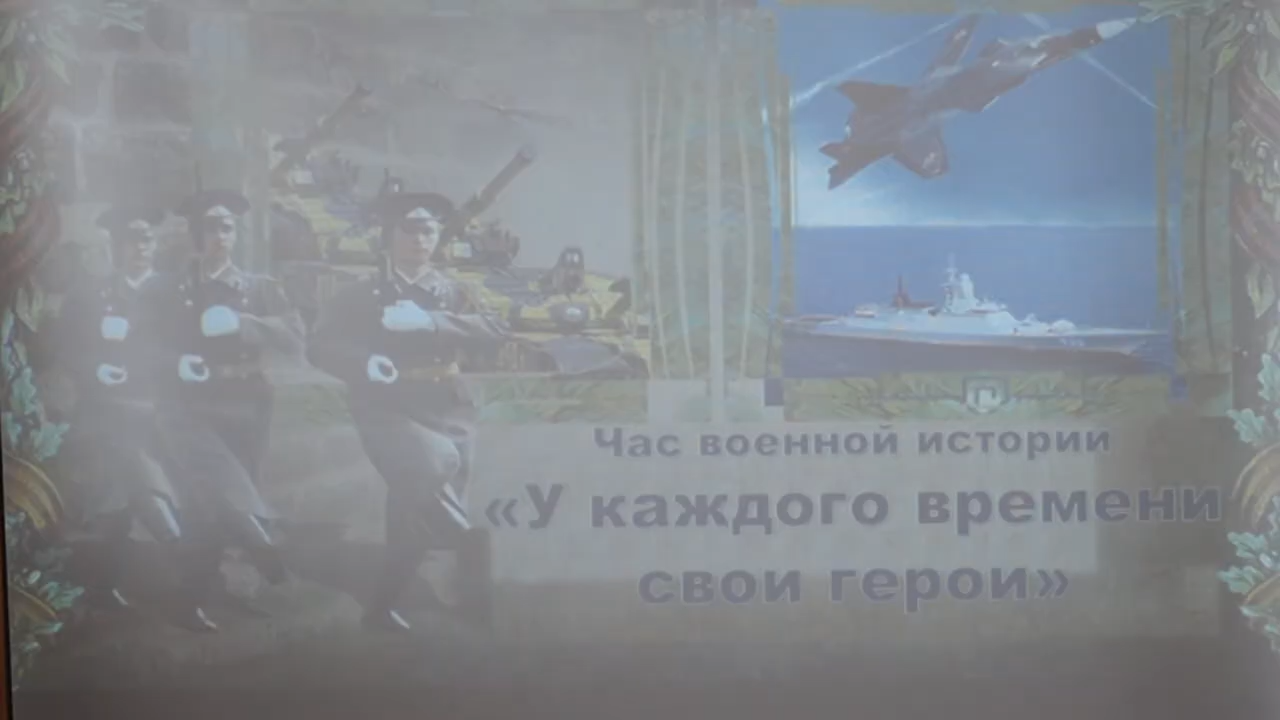 Час военной истории
«У каждого времени
свои герои»